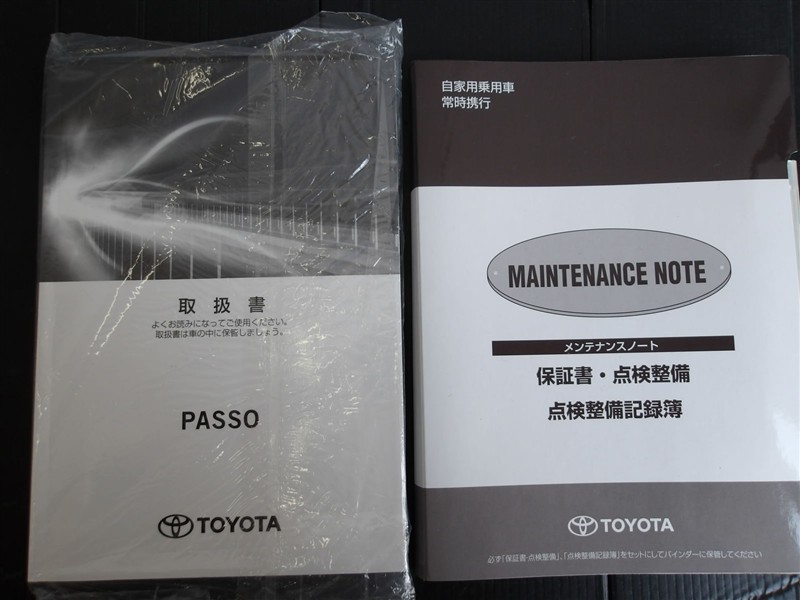 取扱書
よくお読みになってご使用ください。
取扱書は車の中に保管しましょう。
PASSO
TOYOTA
自家用乗用車
常時携行
MAINTENANCE NOTE
メンテナンスノート
保証書・点検整備
点検整備記録簿
TOYOTA
必ず「保証書・点検整備」、「点検整備記録簿」をセットにしてバインダーに保管してください